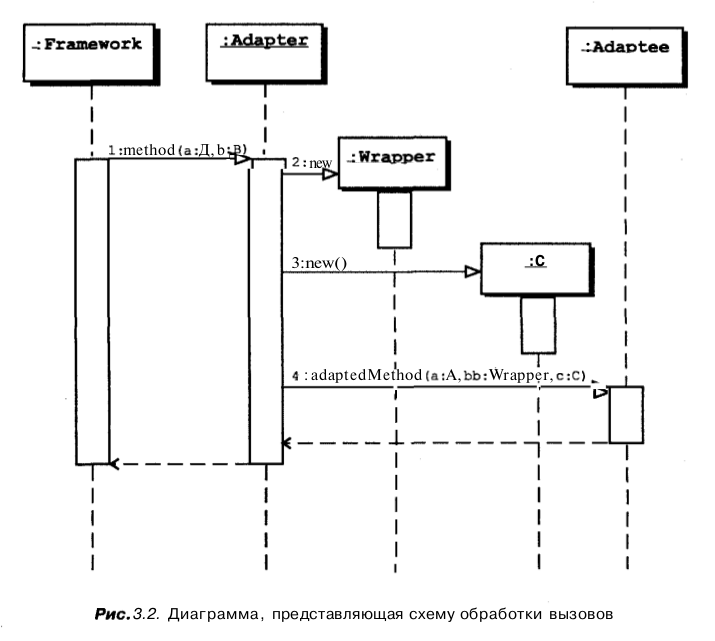 :Framework
:Adapter
:Adaptee
1:method(a:Д, b:B)
2:new
:Wrapper
3:new()
:C
4:adaptedMethod(a:A, bb:Wrapper, c:C)
Рис.3.2. Диаграмма, представляющая схему обработки вызовов